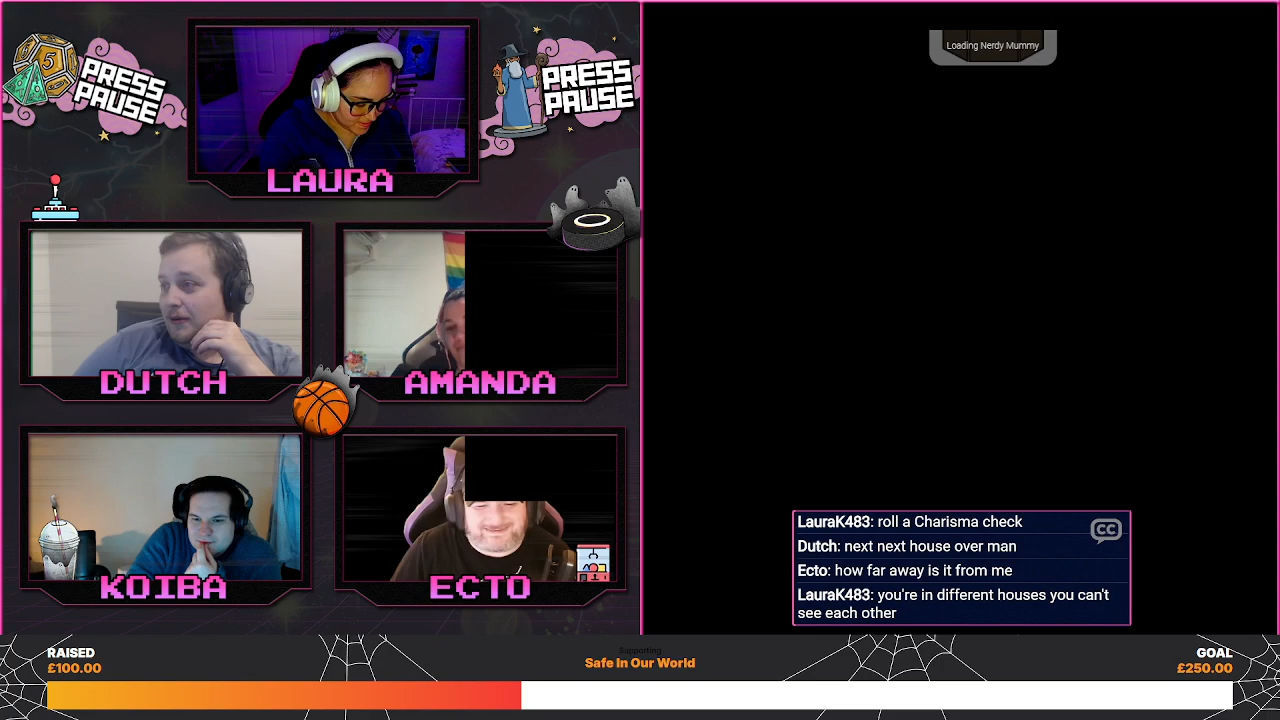 PRESS
PAUSE
5
PRESS
PAUSE
LAURA
DUTCH
AMANDA
KOIBA
ECTO
Loading Nerdy Mummy
CC
LauraK483: roll a Charisma check
Dutch: next next house over man
Ecto: how far away is it from me
LauraK483: you're in different houses you can't
see each other
RAISED
£100.00
Supporting
Safe In Our World
GOAL
£250.00